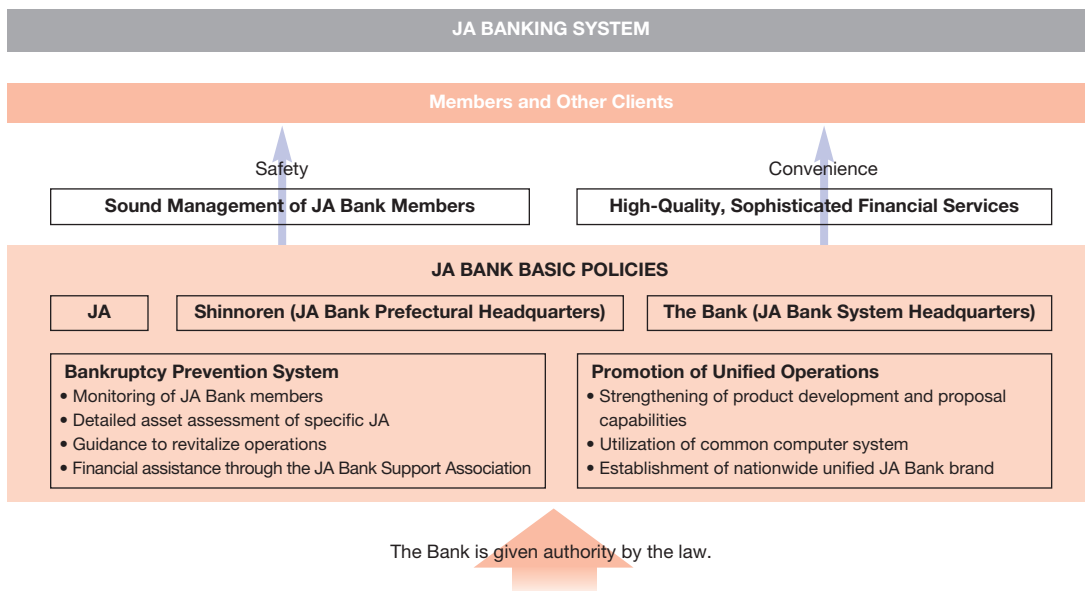 JA BANKING SYSTEM
Members and Other Clients
Safety
Convenience
Sound Management of JA Bank Members
High-Quality, Sophisticated Financial Services
JA BANK BASIC POLICIES
JA
Shinnoren (JA Bank Prefectural Headquarters)
The Bank (JA Bank System Headquarters)
Bankruptcy Prevention System
• Monitoring of JA Bank members
• Detailed asset assessment of specific JA
• Guidance to revitalize operations
• Financial assistance through the JA Bank Support Association
Promotion of Unified Operations
• Strengthening of product development and proposal
capabilities
• Utilization of common computer system
• Establishment of nationwide unified JA Bank brand
The Bank is given authority by the law.